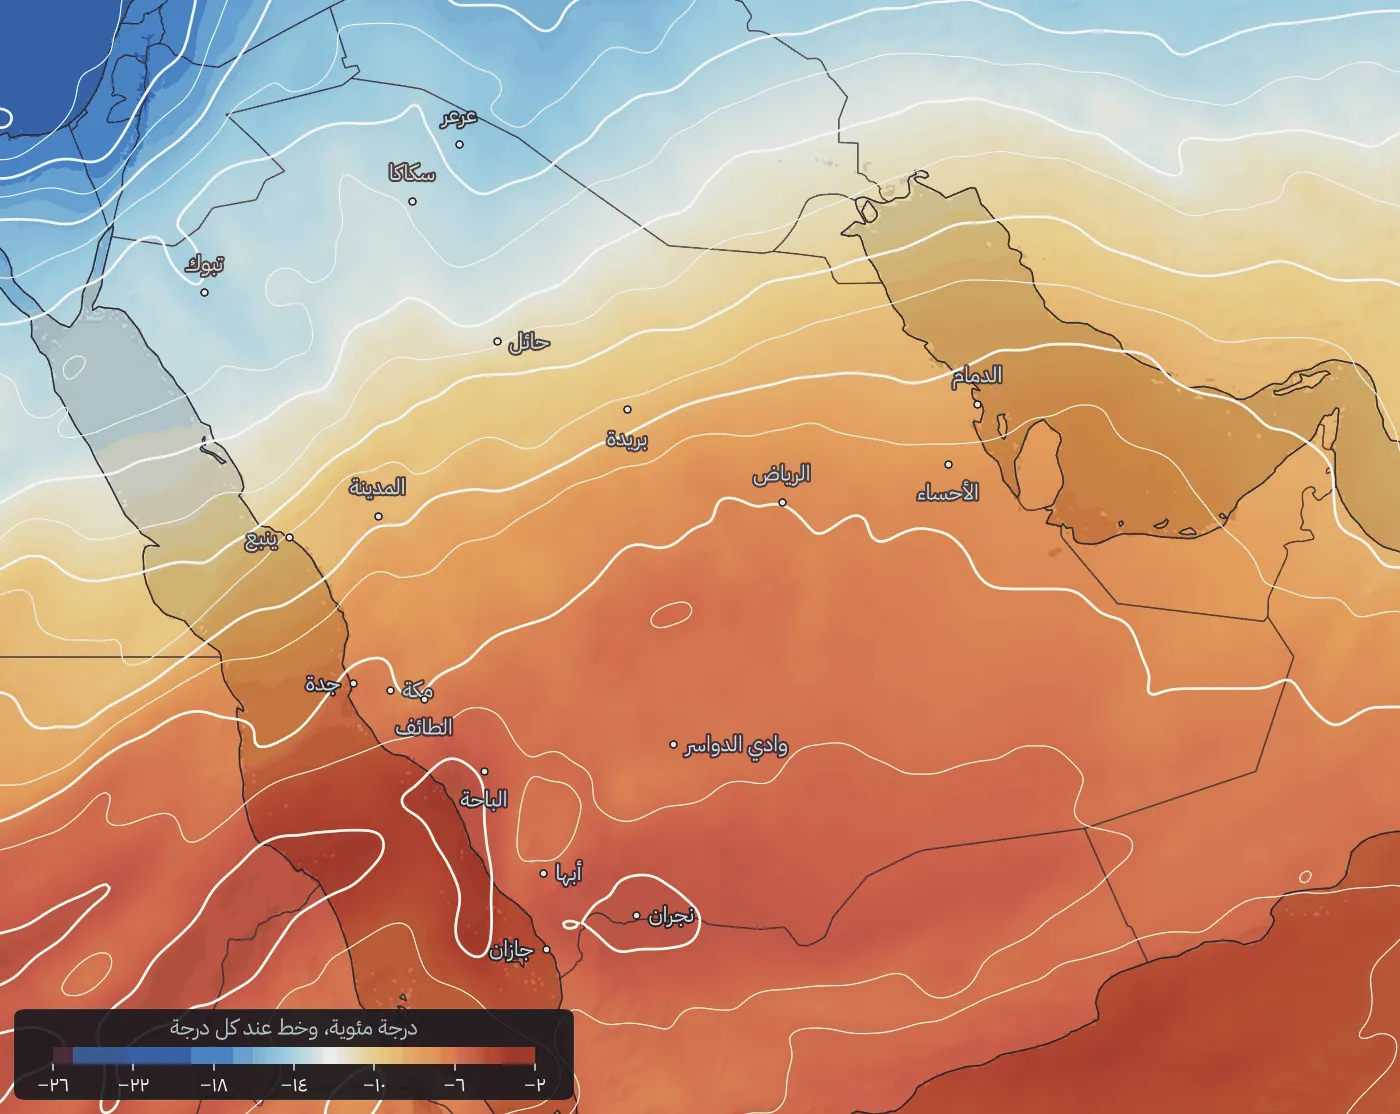 عرعر
سكاكا
تبوك
حائل
الدمام
بريدة
الرياض
الأحساء
المدينة
ينبع
جدة
مكة
الطائف
وادي الدواسر
الباحة
أبها
نجران
جازان
درجة مئوية، وخط عند كل درجة
−٢٦ −٢٢ −١٨ −١٤ −١٠ −٦ −٢